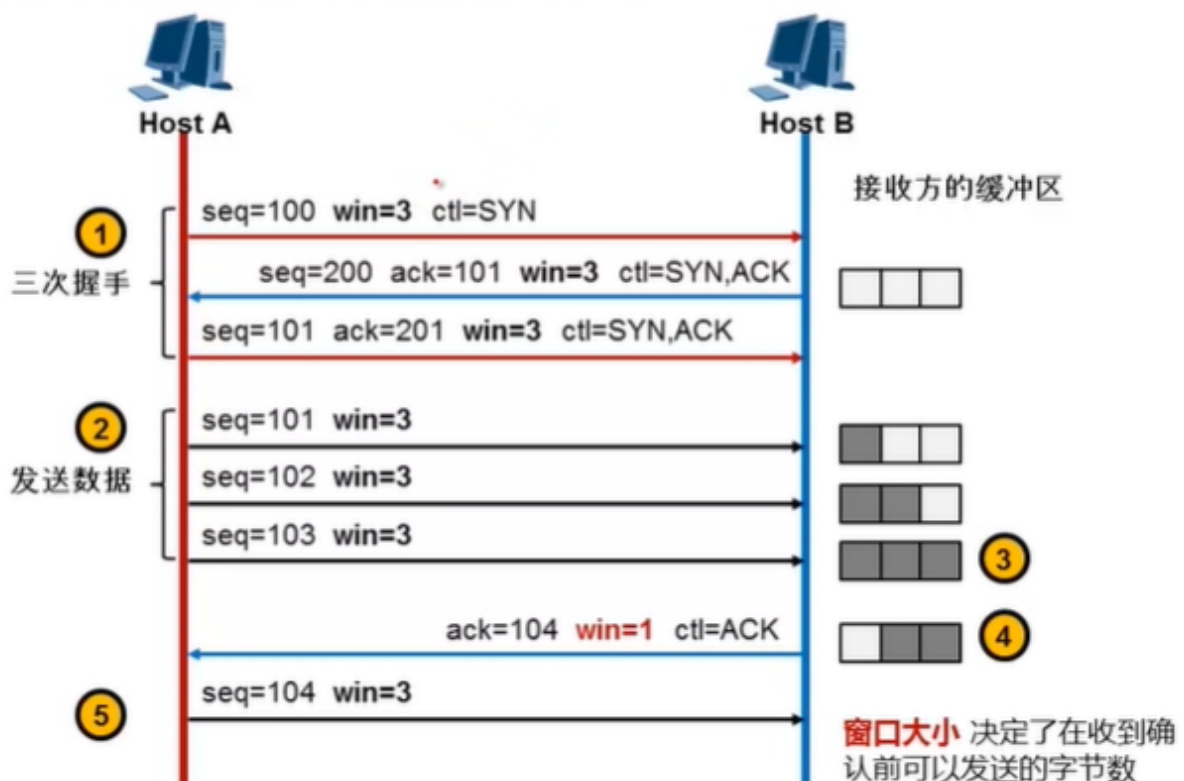 Host A
Host B
接收方的缓冲区
1
三次握手
seq=100 win=3 ctl=SYN
seq=200 ack=101 win=3 ctl=SYN,ACK
seq=101 ack=201 win=3 ctl=SYN,ACK
2
发送数据
seq=101 win=3
seq=102 win=3
seq=103 win=3
3
ack=104 win=1 ctl=ACK
4
5
seq=104 win=3
窗口大小 决定了在收到确
认前可以发送的字节数